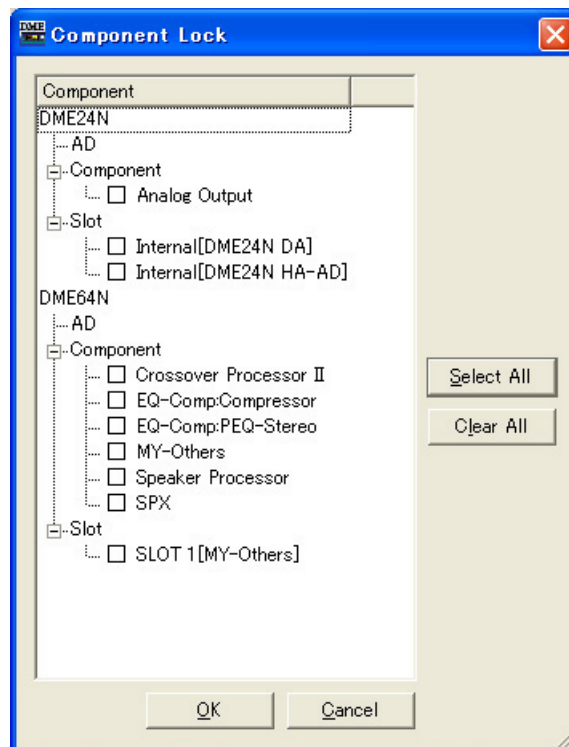 DME
Component Lock
Component
DME24N
AD
Component
Analog Output
Slot
Internal[DME24N DA]
Internal[DME24N HA-AD]
DME64N
AD
Component
Crossover Processor Ⅱ
EQ-Comp:Compressor
EQ-Comp:PEQ-Stereo
MY-Others
Speaker Processor
SPX
Slot
SLOT 1[MY-Others]
Select All
Clear All
OK
Cancel